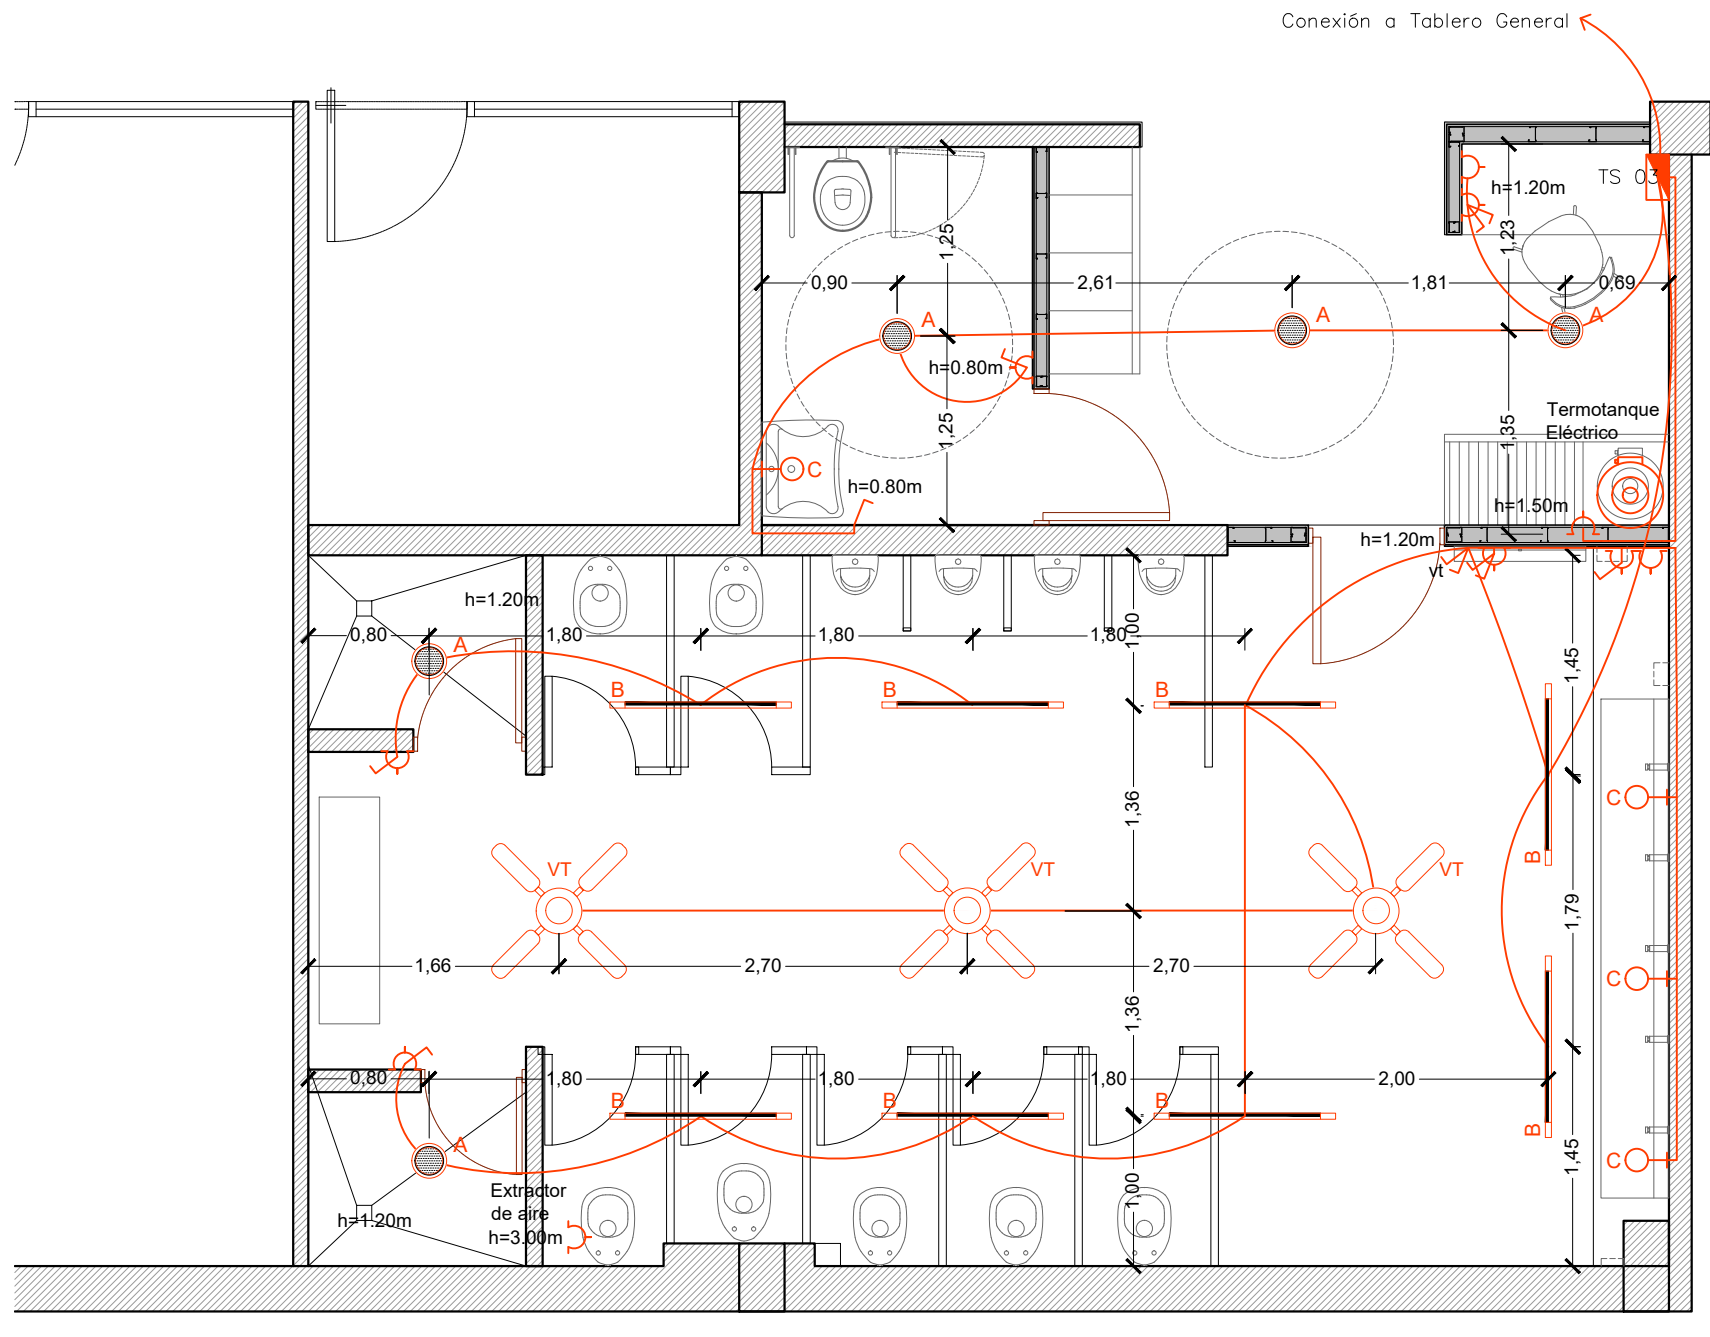 Conexión a Tablero General
TS 03
h=1.20m
1,25
1,23
0,90
2,61
1,81
0,69
A
A
A
h=0.80m
Termotanque
Eléctrico
1,25
1,35
C
h=0.80m
h=1.50m
h=1.20m
vt
h=1.20m
0,80
1,80
1,80
1,80
1,00
A
1,45
B
B
B
1,36
C
B
VT
VT
VT
1,79
1,66
2,70
2,70
C
1,36
0,80
1,80
1,80
1,80
2,00
B
B
B
B
A
C
1,45
Extractor
de aire
h=3.00m
h=1.20m
1,00